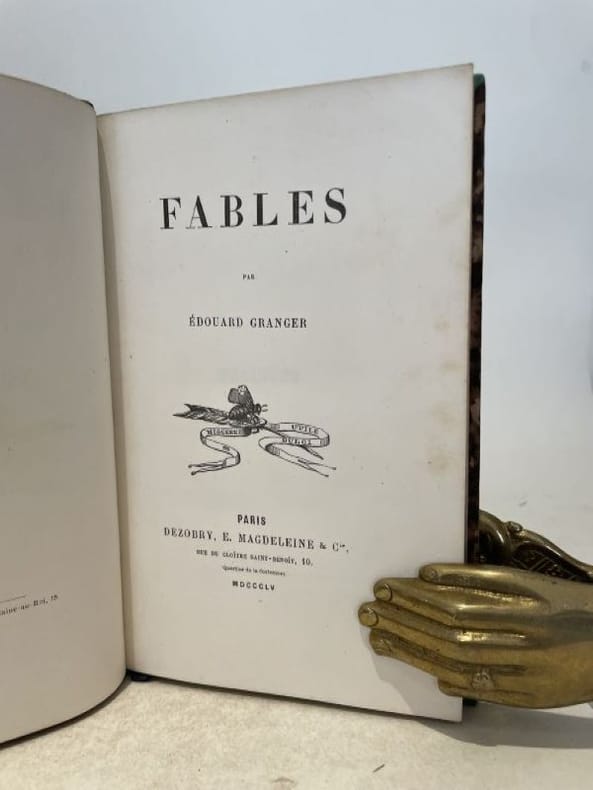 FABLES
PAR
ÉDOUARD GRANGER
MISCERE
UTILE
DULCI
PARIS
DEZOBRY, E. MAGDELEINE & Cie,
RUE DU CLOÎTRE SAINT-BENOÎT, 10.
Quartier de la Sorbonne.
MDCCCLV